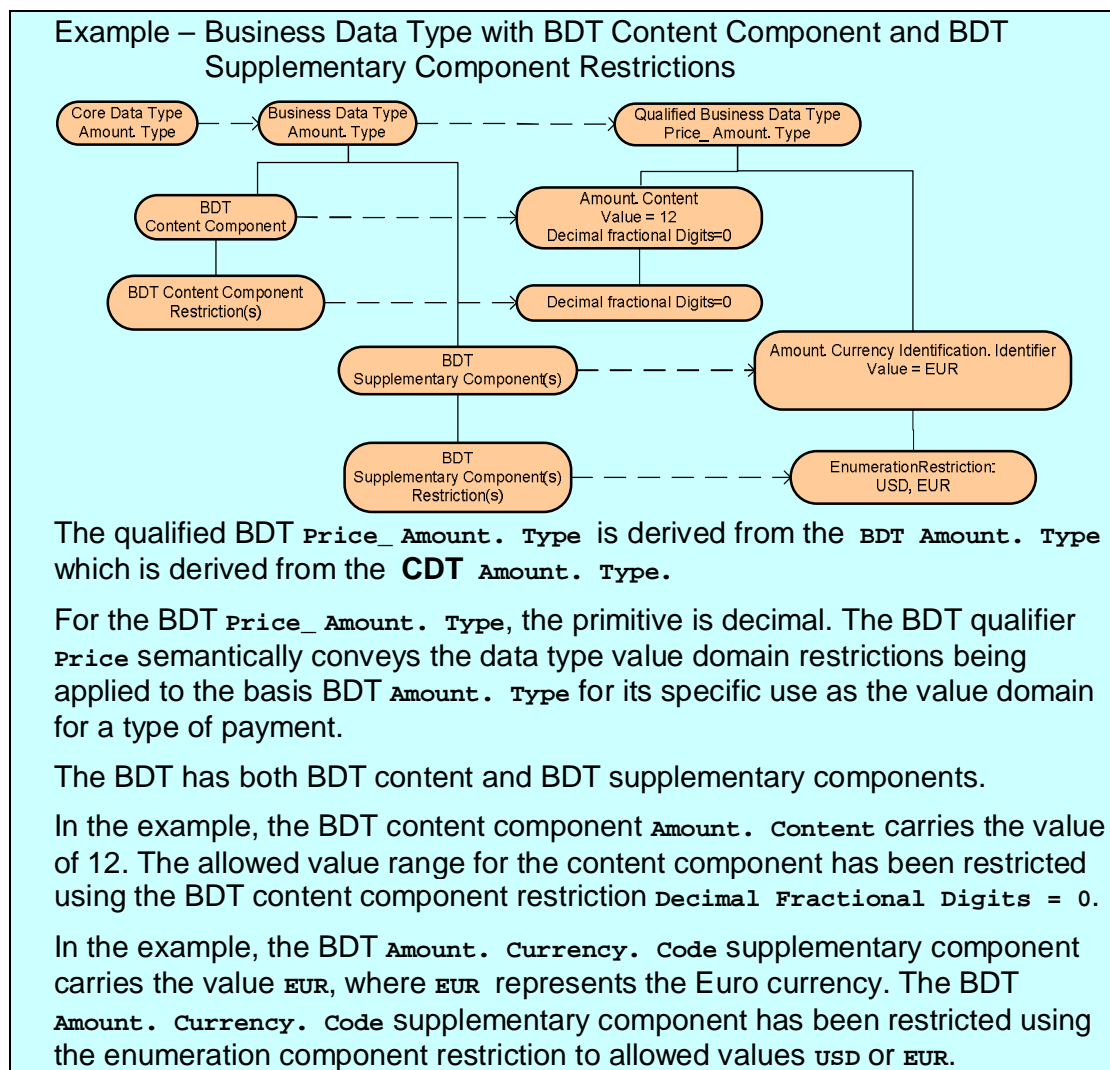 Example – Business Data Type with BDT Content Component and BDT
Supplementary Component Restrictions
Core Data Type
Amount. Type
Business Data Type
Amount. Type
Qualified Business Data Type
Price_ Amount. Type
BDT
Content Component
Amount. Content
Value = 12
Decimal fractional Digits=0
BDT Content Component
Restriction(s)
Decimal fractional Digits=0
BDT
Supplementary Component(s)
Amount. Currency Identification. Identifier
Value = EUR
BDT
Supplementary Component(s)
Restriction(s)
EnumerationRestriction:
USD, EUR
The qualified BDT Price_ Amount. Type is derived from the BDT Amount. Type
which is derived from the CDT Amount. Type.
For the BDT Price_ Amount. Type, the primitive is decimal. The BDT qualifier
Price semantically conveys the data type value domain restrictions being
applied to the basis BDT Amount. Type for its specific use as the value domain
for a type of payment.
The BDT has both BDT content and BDT supplementary components.
In the example, the BDT content component Amount. Content carries the value
of 12. The allowed value range for the content component has been restricted
using the BDT content component restriction Decimal Fractional Digits = 0.
In the example, the BDT Amount. Currency. Code supplementary component
carries the value EUR, where EUR represents the Euro currency. The BDT
Amount. Currency. Code supplementary component has been restricted using
the enumeration component restriction to allowed values USD or EUR.